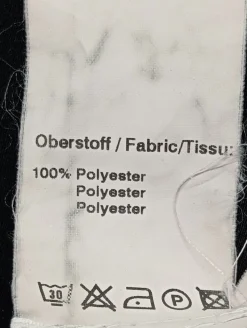 Oberstoff / Fabric/Tissu:
100% Polyester
Polyester
Polyester
30 P